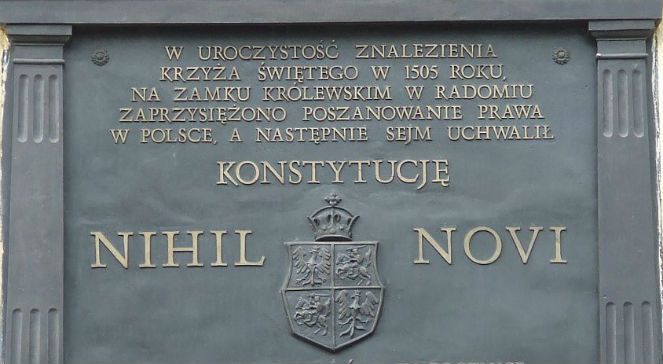 W UROCZYSTOŚĆ ZNALEZIENIA
KRZYŻA ŚWIĘTEGO W 1505 ROKU,
NA ZAMKU KRÓLEWSKIM W RADOMIU
ZAPRZYSIĘŻONO POSZANOWANIE PRAWA
W POLSCE, A NASTĘPNIE SEJM UCHWALIŁ
KONSTYTUCJĘ
NIHIL NOVI